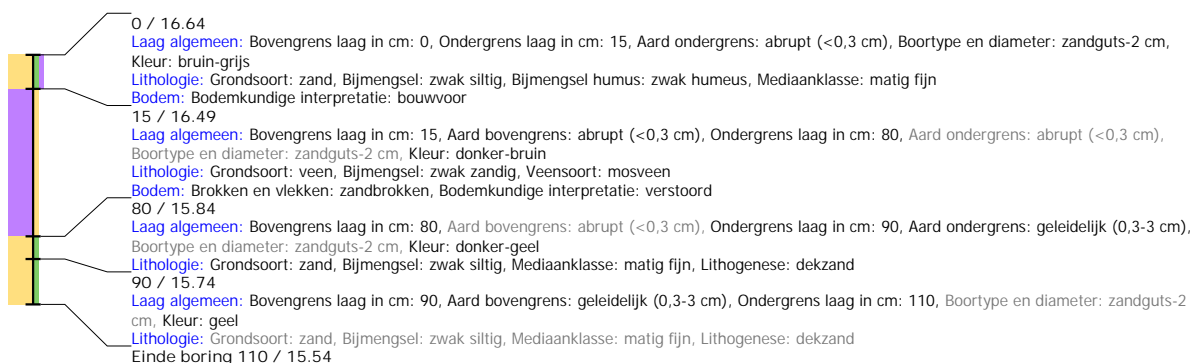 0 / 16.64
Laag algemeen: Bovengrens laag in cm: 0, Ondergrens laag in cm: 15, Aard ondergrens: abrupt (<0,3 cm), Boortype en diameter: zandguts-2 cm,
Kleur: bruin-grijs
Lithologie: Grondsoort: zand, Bijmengsel: zwak siltig, Bijmengsel humus: zwak humeus, Mediaanklasse: matig fijn
Bodem: Bodemkundige interpretatie: bouwvoor
15 / 16.49
Laag algemeen: Bovengrens laag in cm: 15, Aard bovengrens: abrupt (<0,3 cm), Ondergrens laag in cm: 80, Aard ondergrens: abrupt (<0,3 cm),
Boortype en diameter: zandguts-2 cm, Kleur: donker-bruin
Lithologie: Grondsoort: veen, Bijmengsel: zwak zandig, Veensoort: mosveen
Bodem: Brokken en vlekken: zandbrokken, Bodemkundige interpretatie: verstoord
80 / 15.84
Laag algemeen: Bovengrens laag in cm: 80, Aard bovengrens: abrupt (<0,3 cm), Ondergrens laag in cm: 90, Aard ondergrens: geleidelijk (0,3-3 cm),
Boortype en diameter: zandguts-2 cm, Kleur: donker-geel
Lithologie: Grondsoort: zand, Bijmengsel: zwak siltig, Mediaanklasse: matig fijn, Lithogenese: dekzand
90 / 15.74
Laag algemeen: Bovengrens laag in cm: 90, Aard bovengrens: geleidelijk (0,3-3 cm), Ondergrens laag in cm: 110, Boortype en diameter: zandguts-2
cm, Kleur: geel
Lithologie: Grondsoort: zand, Bijmengsel: zwak siltig, Mediaanklasse: matig fijn, Lithogenese: dekzand
Einde boring 110 / 15.54